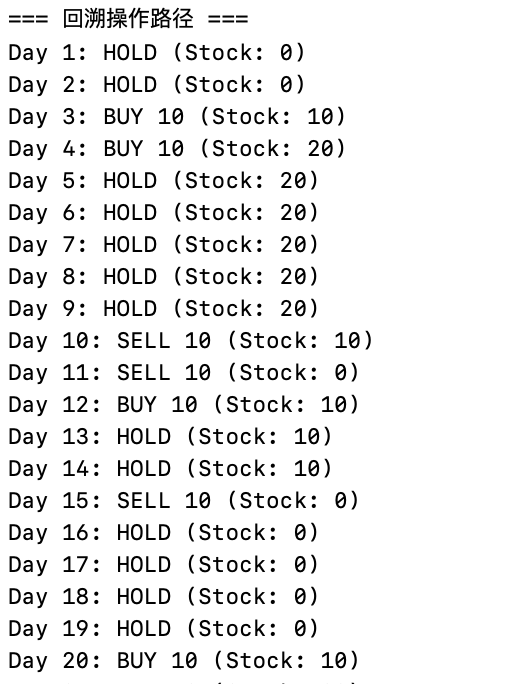 === 回溯操作路径 ===
Day 1: HOLD (Stock: 0)
Day 2: HOLD (Stock: 0)
Day 3: BUY 10 (Stock: 10)
Day 4: BUY 10 (Stock: 20)
Day 5: HOLD (Stock: 20)
Day 6: HOLD (Stock: 20)
Day 7: HOLD (Stock: 20)
Day 8: HOLD (Stock: 20)
Day 9: HOLD (Stock: 20)
Day 10: SELL 10 (Stock: 10)
Day 11: SELL 10 (Stock: 0)
Day 12: BUY 10 (Stock: 10)
Day 13: HOLD (Stock: 10)
Day 14: HOLD (Stock: 10)
Day 15: SELL 10 (Stock: 0)
Day 16: HOLD (Stock: 0)
Day 17: HOLD (Stock: 0)
Day 18: HOLD (Stock: 0)
Day 19: HOLD (Stock: 0)
Day 20: BUY 10 (Stock: 10)